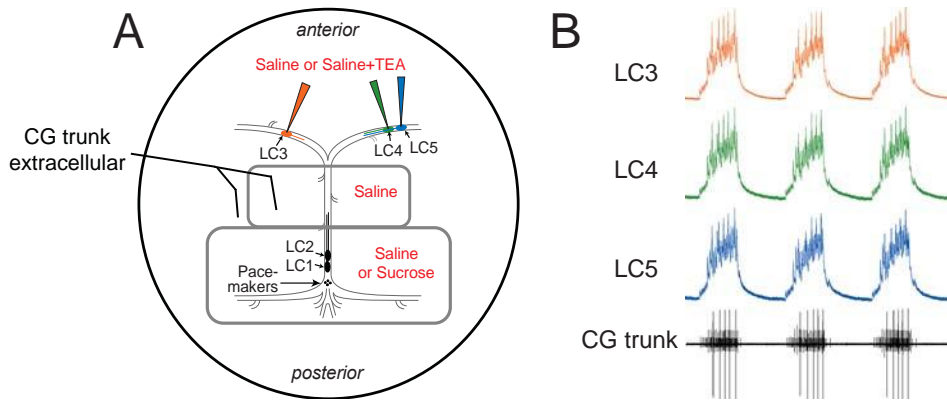 A
anterior
Saline or Saline+TEA
CG trunk
extracellular
LC3
LC4
LC5
Saline
LC2
LC1
Pace-
makers
Saline
or Sucrose
posterior
B
LC3
LC4
LC5
CG trunk